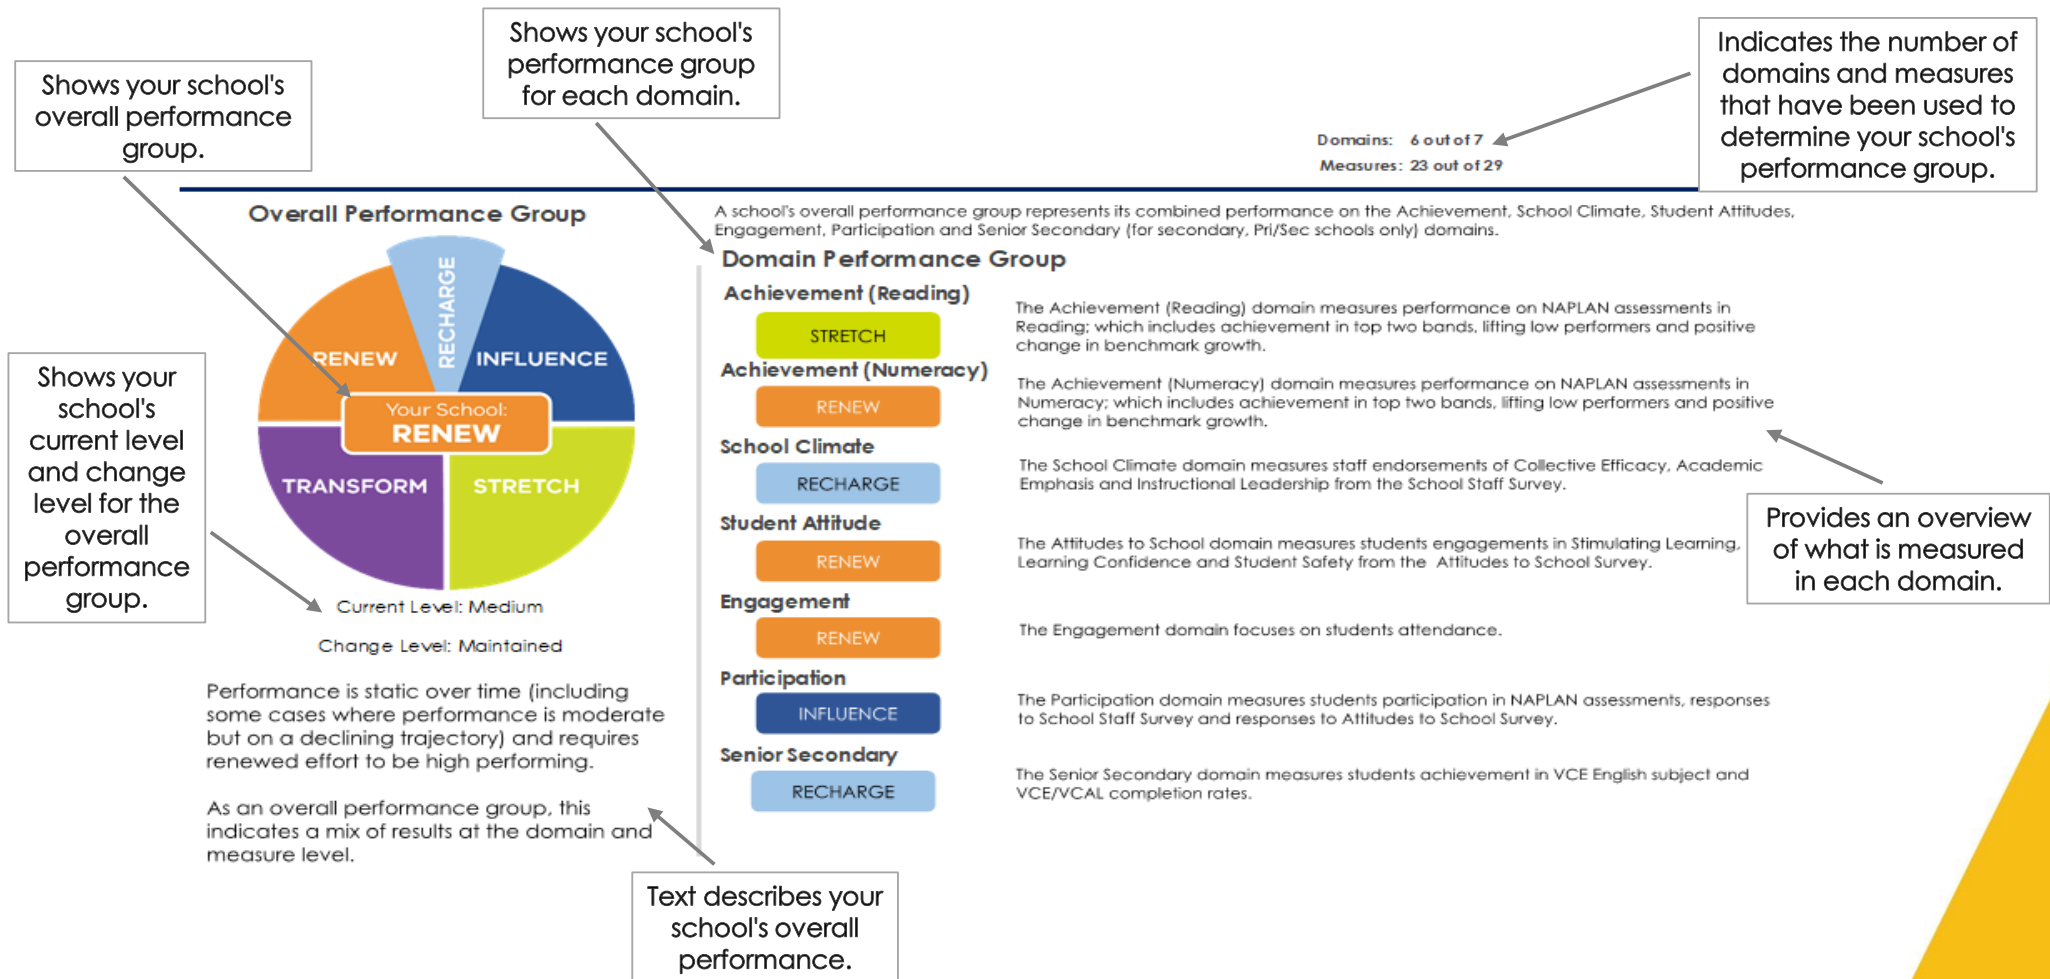 Shows your school's
performance group
for each domain.
Indicates the number of
domains and measures
that have been used to
determine your school's
performance group.
Shows your school's
overall performance
group.
Domains: 6 out of 7
Measures: 23 out of 29
Overall Performance Group
A school's overall performance group represents its combined performance on the Achievement, School Climate, Student Attitudes,
Engagement, Participation and Senior Secondary (for secondary, Pri/Sec schools only) domains.
RECHARGE
RENEW
INFLUENCE
Your School:
RENEW
TRANSFORM
STRETCH
Shows your
school's
current level
and change
level for the
overall
performance
group.
Current Level: Medium
Change Level: Maintained
Performance is static over time (including
some cases where performance is moderate
but on a declining trajectory) and requires
renewed effort to be high performing.
As an overall performance group, this
indicates a mix of results at the domain and
measure level.
Text describes your
school's overall
performance.
Domain Performance Group
Achievement (Reading)
STRETCH
The Achievement (Reading) domain measures performance on NAPLAN assessments in
Reading; which includes achievement in top two bands, lifting low performers and positive
change in benchmark growth.
Achievement (Numeracy)
RENEW
The Achievement (Numeracy) domain measures performance on NAPLAN assessments in
Numeracy; which includes achievement in top two bands, lifting low performers and positive
change in benchmark growth.
School Climate
RECHARGE
The School Climate domain measures staff endorsements of Collective Efficacy, Academic
Emphasis and Instructional Leadership from the School Staff Survey.
Student Attitude
RENEW
The Attitudes to School domain measures students engagements in Stimulating Learning,
Learning Confidence and Student Safety from the Attitudes to School Survey.
Engagement
RENEW
The Engagement domain focuses on students attendance.
Participation
INFLUENCE
The Participation domain measures students participation in NAPLAN assessments, responses
to School Staff Survey and responses to Attitudes to School Survey.
Senior Secondary
RECHARGE
The Senior Secondary domain measures students achievement in VCE English subject and
VCE/VCAL completion rates.
Provides an overview
of what is measured
in each domain.